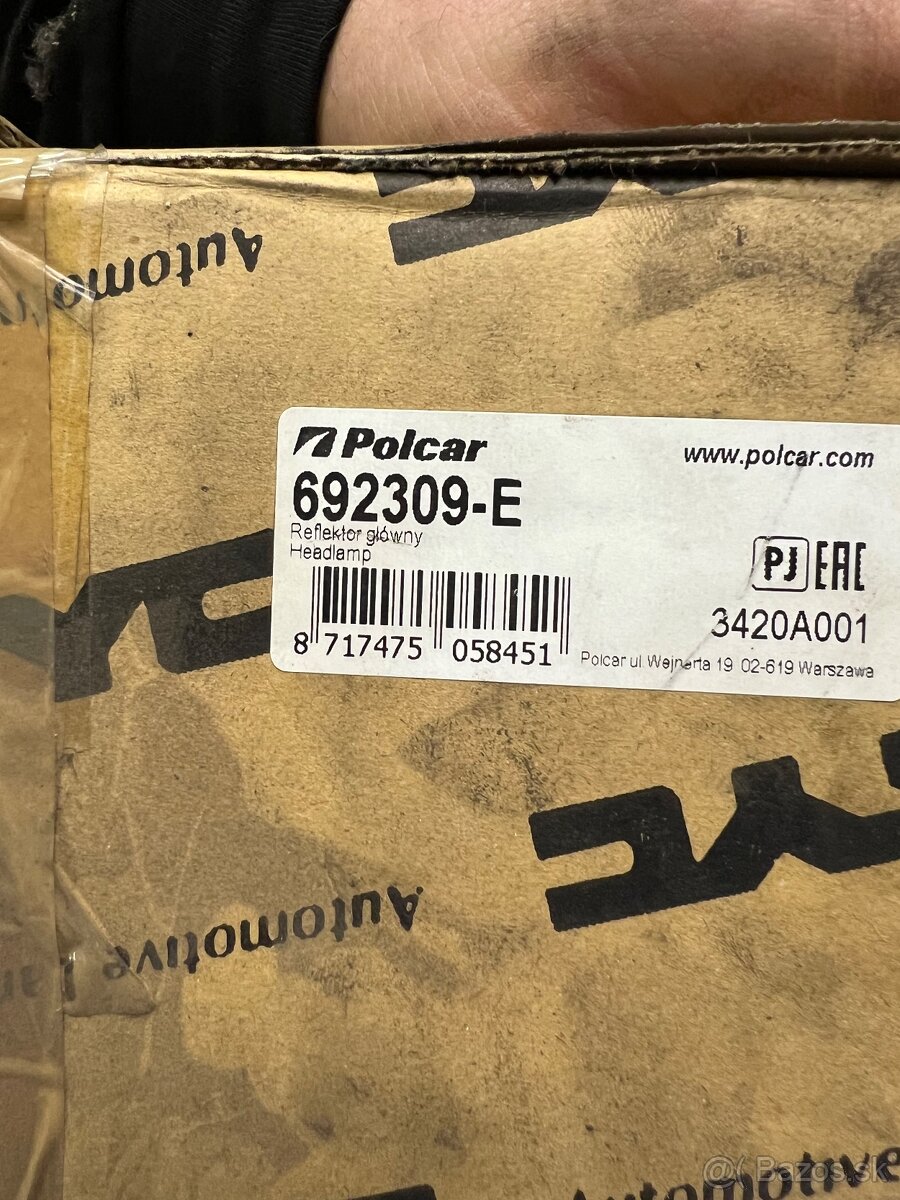 Automo
Polcar
www.polcar.com
692309-E
Reflektor główny
Headlamp
PJ EAC
3420A001
8 717475 058451
Polcar ul. Wejnerta 19 02-619 Warszawa
Automotive
Automotive
@ Bazos.sk